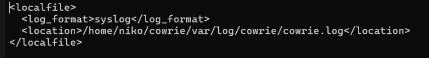 <localfile>
  <log_format>syslog</log_format>
  <location>/home/niko/cowrie/var/log/cowrie/cowrie.log</location>
</localfile>